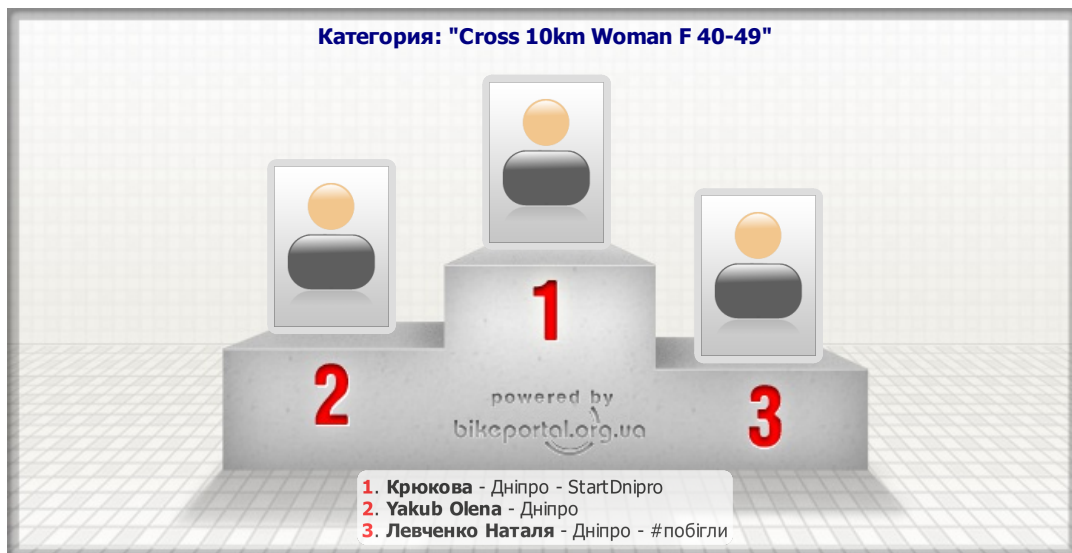 Категория: "Cross 10km Woman F 40-49"
1
2
3
powered by
bikeportal.org.ua
1. Крюкова - Дніпро - StartDnipro
2. Yakub Olena - Дніпро
3. Левченко Наталя - Дніпро - #побігли